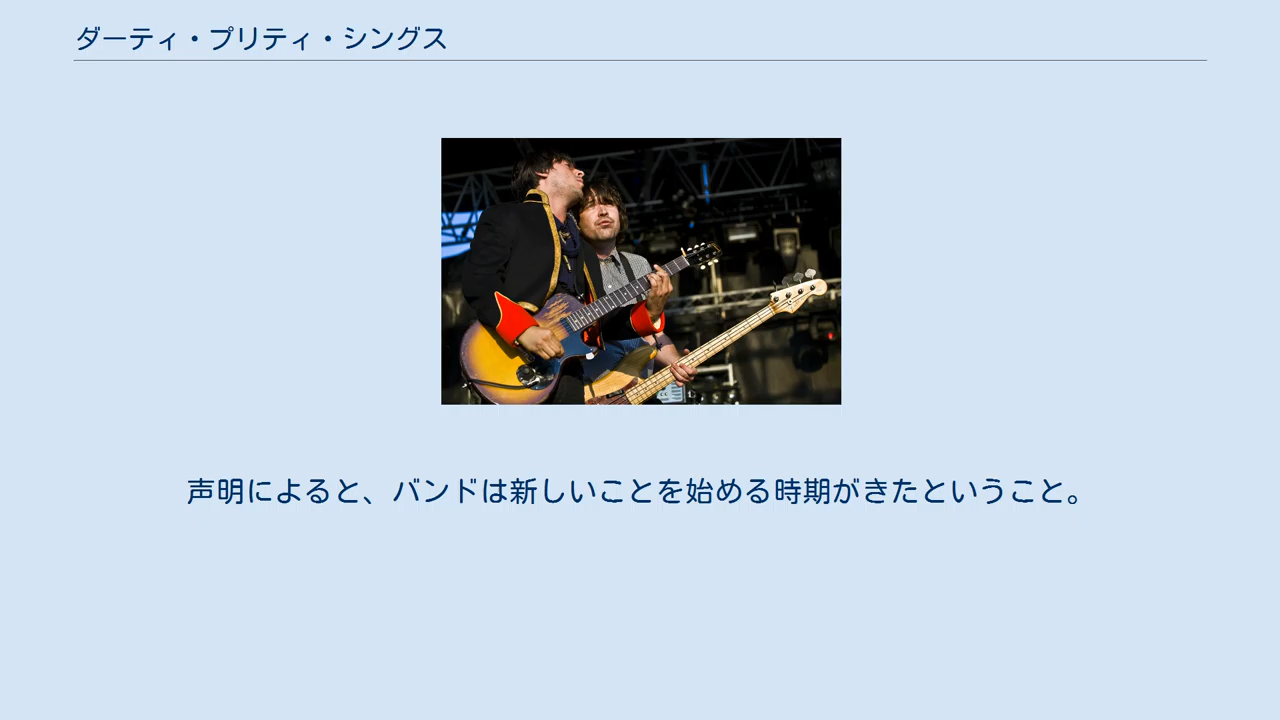 ダーティ・プリティ・シングス
声明によると、バンドは新しいことを始める時期がきたということ。